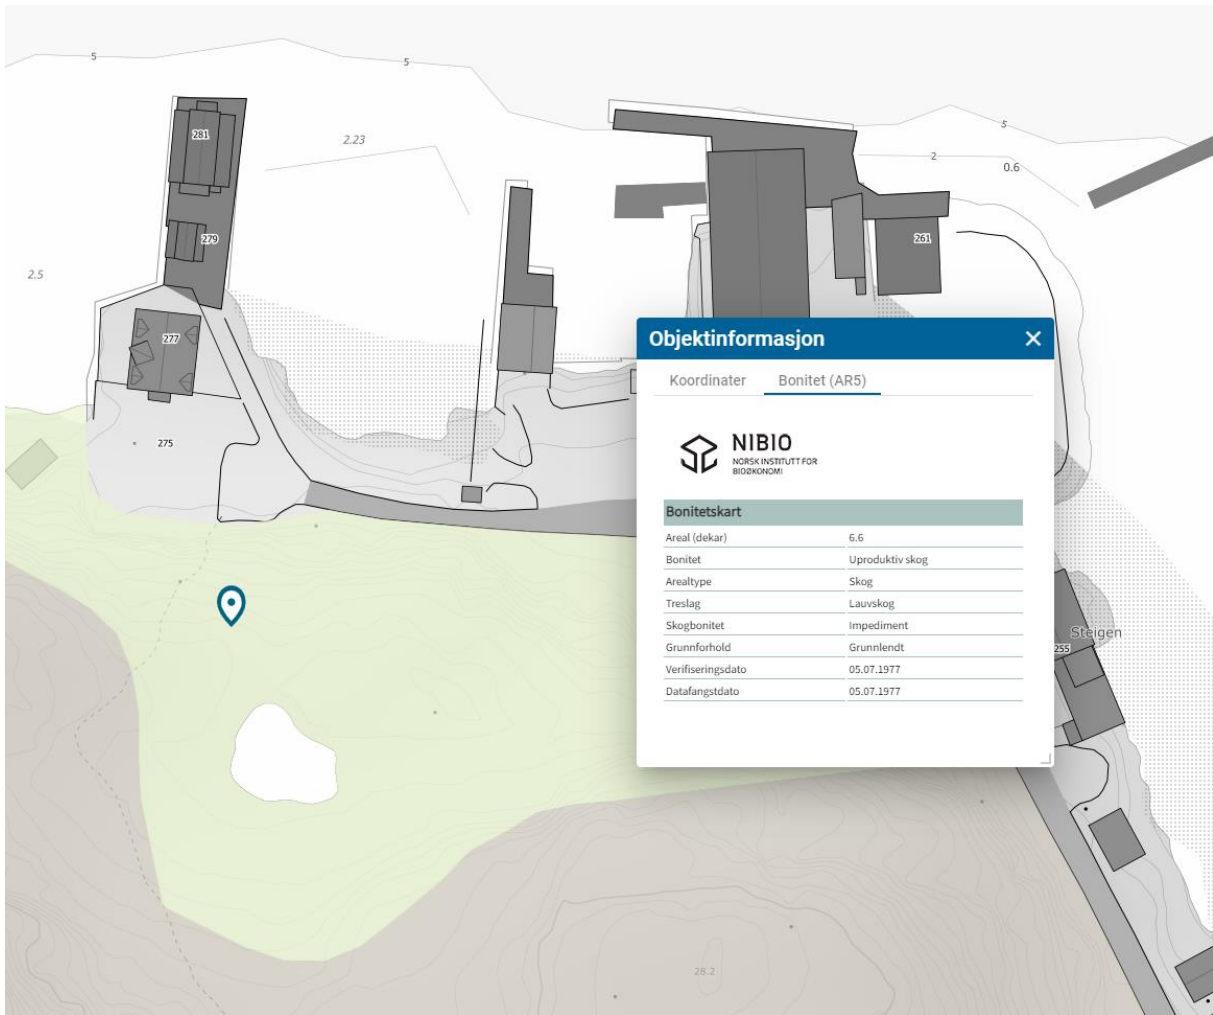 5
5
281
2.23
5
2
0.6
279
261
2.5
277
Objektinformasjon
Koordinater Bonitet (AR5)
275
NIBIO
NORSK INSTITUTT FOR
BIOØKONOMI
Bonitetskart
Areal (dekar) 6.6
Bonitet Uproduktiv skog
Arealtype Skog
Treslag Lauvskog
Skogbonitet Impediment
Grunnforhold Grunnlendt
Verifiseringsdato 05.07.1977
Datafangstdato 05.07.1977
Steigen
255
28.2